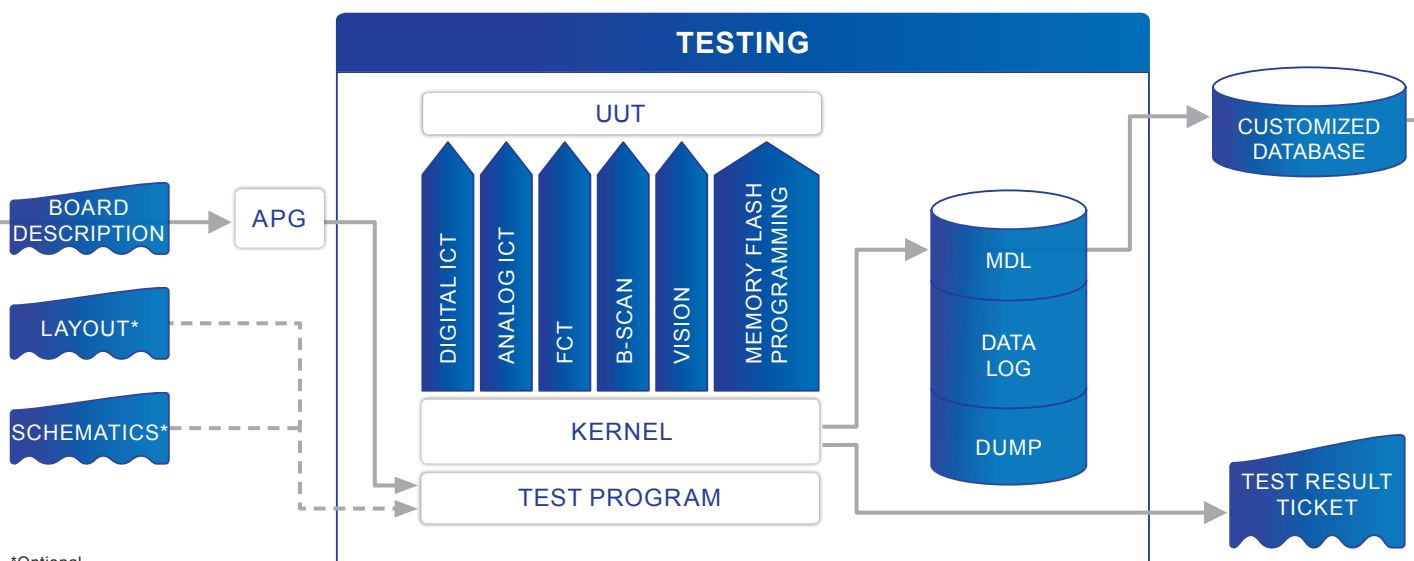 TESTING
UUT
CUSTOMIZED
DATABASE
BOARD
DESCRIPTION
APG
DIGITAL ICT
ANALOG ICT
FCT
B-SCAN
VISION
MEMORY FLASH
PROGRAMMING
MDL
DATA
LOG
DUMP
LAYOUT*
SCHEMATICS*
KERNEL
TEST PROGRAM
TEST RESULT
TICKET
*Optional